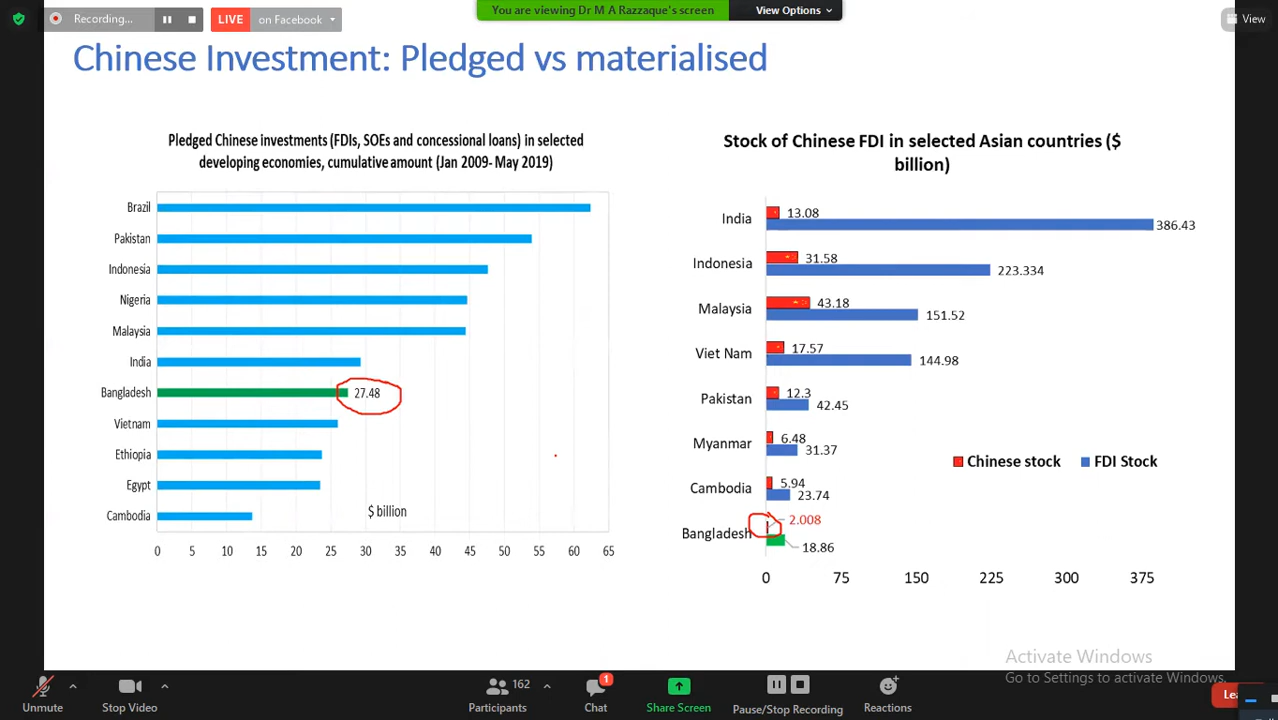 Recording...
LIVE on Facebook
You are viewing Dr M A Razzaque's screen
View Options
View
Chinese Investment: Pledged vs materialised
Pledged Chinese investments (FDIs, SOEs and concessional loans) in selected
developing economies, cumulative amount (Jan 2009- May 2019)
Brazil
Pakistan
Indonesia
Nigeria
Malaysia
India
Bangladesh 27.48
Vietnam
Ethiopia
Egypt
Cambodia
$ billion
0 5 10 15 20 25 30 35 40 45 50 55 60 65
Stock of Chinese FDI in selected Asian countries ($
billion)
India 13.08 386.43
Indonesia 31.58 223.334
Malaysia 43.18 151.52
Viet Nam 17.57 144.98
Pakistan 12.3 42.45
Myanmar 6.48 31.37
Cambodia 5.94 23.74
Bangladesh 2.008 18.86
Chinese stock FDI Stock
0 75 150 225 300 375
Activate Windows
Go to Settings to activate Windows.
Unmute
Stop Video
162
Participants
1
Chat
Share Screen
Pause/Stop Recording
Reactions